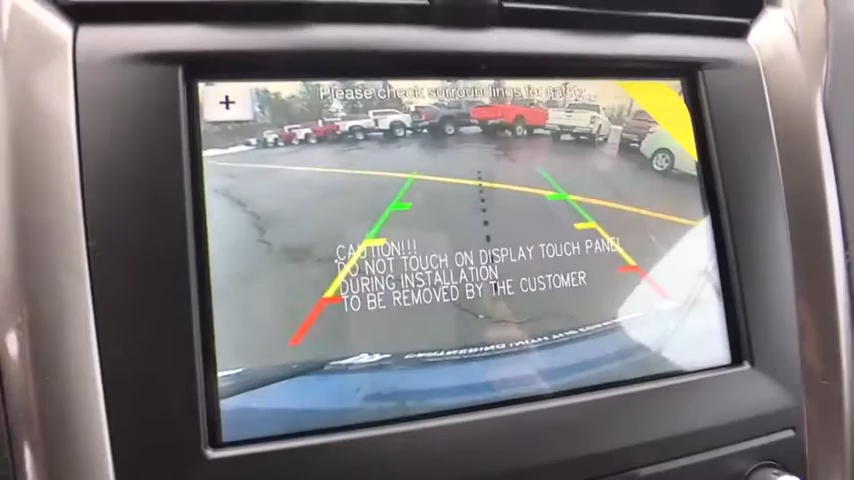 +
Please check surroundings for safety.
CAUTION!!!
DO NOT TOUCH ON DISPLAY TOUCH PANEL
DURING INSTALLATION
TO BE REMOVED BY THE CUSTOMER